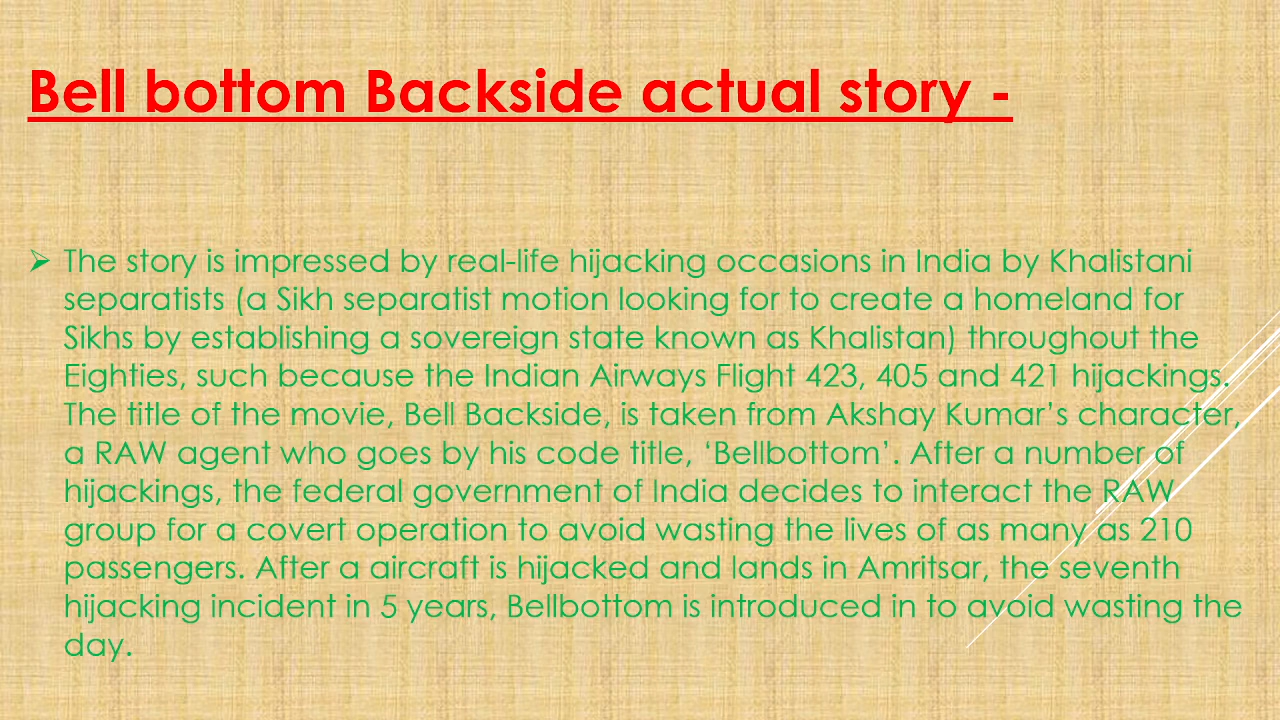 Bell bottom Backside actual story -
➢ The story is impressed by real-life hijacking occasions in India by Khalistani
separatists (a Sikh separatist motion looking for to create a homeland for
Sikhs by establishing a sovereign state known as Khalistan) throughout the
Eighties, such because the Indian Airways Flight 423, 405 and 421 hijackings.
The title of the movie, Bell Backside, is taken from Akshay Kumar’s character,
a RAW agent who goes by his code title, ‘Bellbottom’. After a number of
hijackings, the federal government of India decides to interact the RAW
group for a covert operation to avoid wasting the lives of as many as 210
passengers. After a aircraft is hijacked and lands in Amritsar, the seventh
hijacking incident in 5 years, Bellbottom is introduced in to avoid wasting the
day.